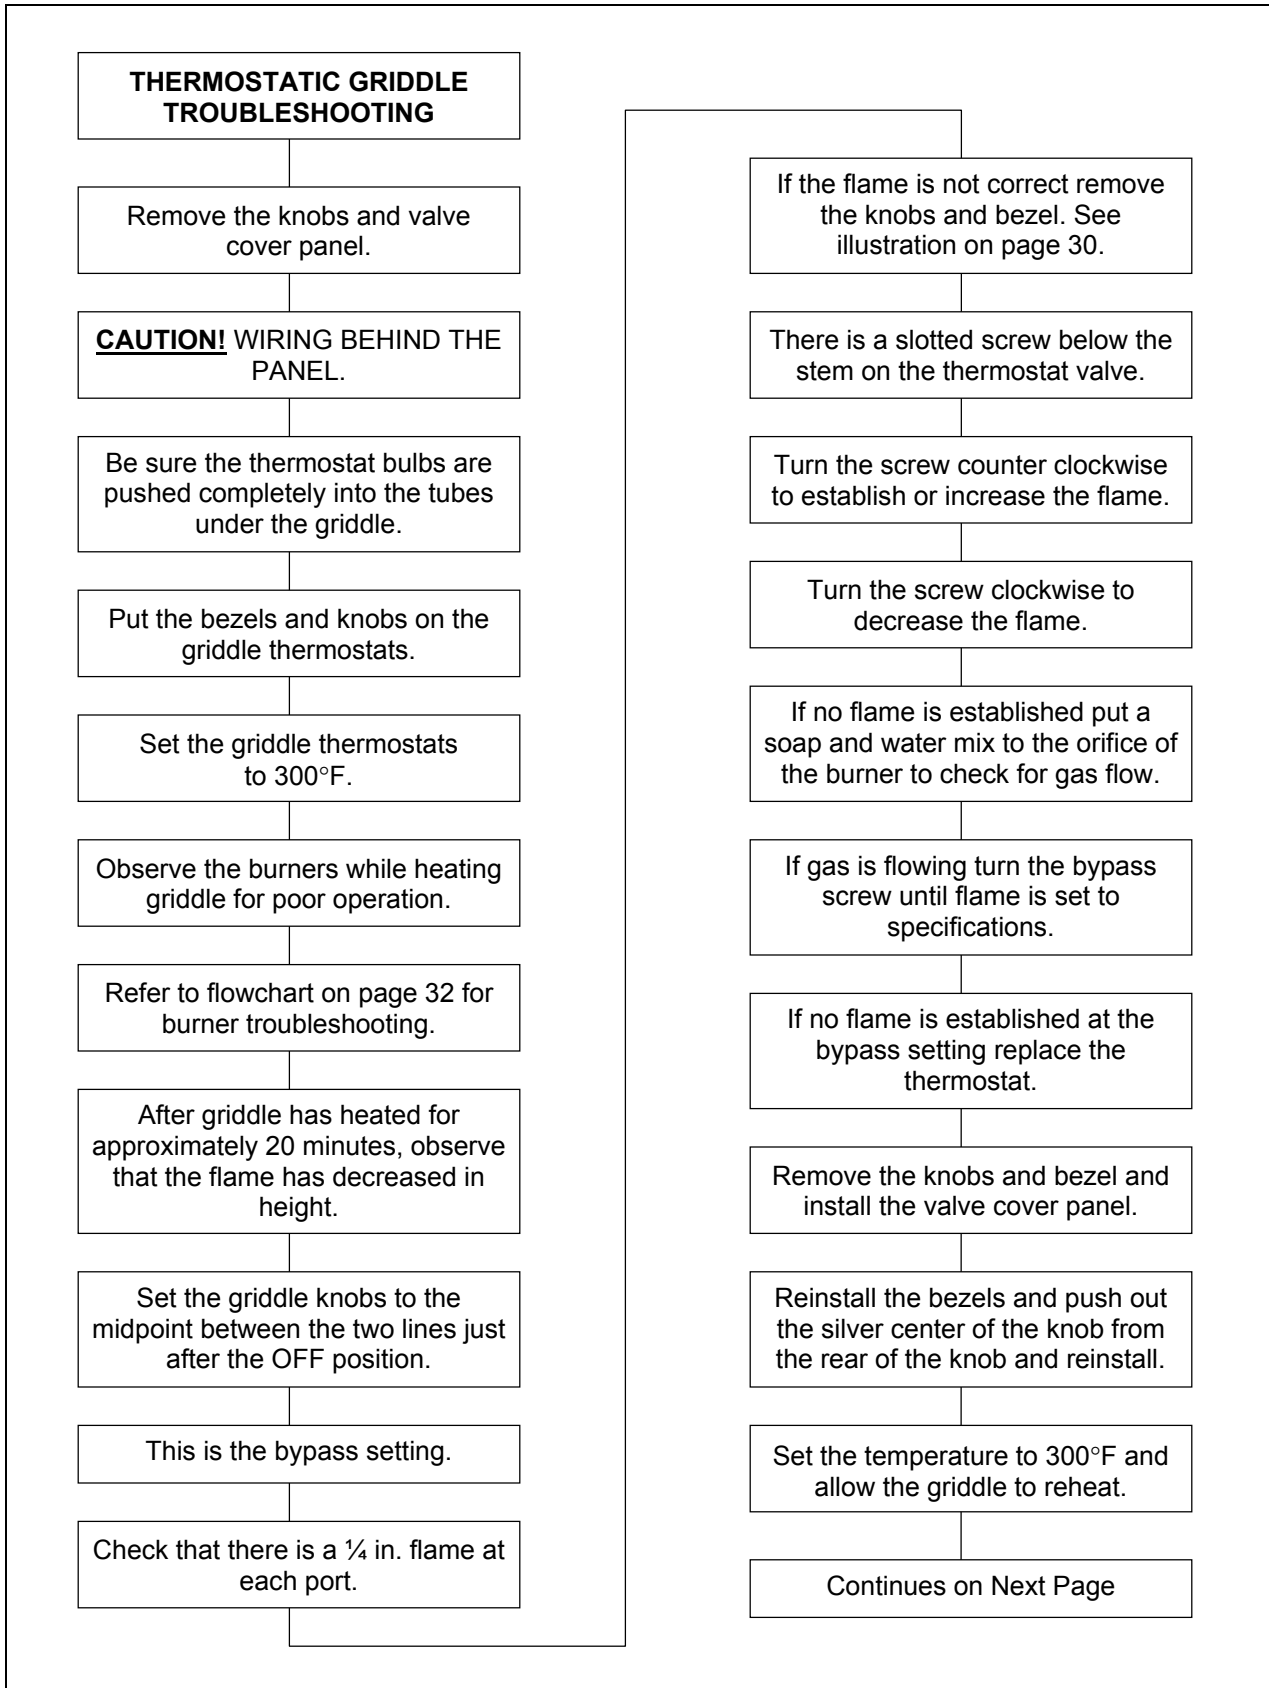 THERMOSTATIC GRIDDLE
TROUBLESHOOTING
Remove the knobs and valve
cover panel.
CAUTION! WIRING BEHIND THE
PANEL.
Be sure the thermostat bulbs are
pushed completely into the tubes
under the griddle.
Put the bezels and knobs on the
griddle thermostats.
Set the griddle thermostats
to 300°F.
Observe the burners while heating
griddle for poor operation.
Refer to flowchart on page 32 for
burner troubleshooting.
After griddle has heated for
approximately 20 minutes, observe
that the flame has decreased in
height.
Set the griddle knobs to the
midpoint between the two lines just
after the OFF position.
This is the bypass setting.
Check that there is a ¼ in. flame at
each port.
If the flame is not correct remove
the knobs and bezel. See
illustration on page 30.
There is a slotted screw below the
stem on the thermostat valve.
Turn the screw counter clockwise
to establish or increase the flame.
Turn the screw clockwise to
decrease the flame.
If no flame is established put a
soap and water mix to the orifice of
the burner to check for gas flow.
If gas is flowing turn the bypass
screw until flame is set to
specifications.
If no flame is established at the
bypass setting replace the
thermostat.
Remove the knobs and bezel and
install the valve cover panel.
Reinstall the bezels and push out
the silver center of the knob from
the rear of the knob and reinstall.
Set the temperature to 300°F and
allow the griddle to reheat.
Continues on Next Page